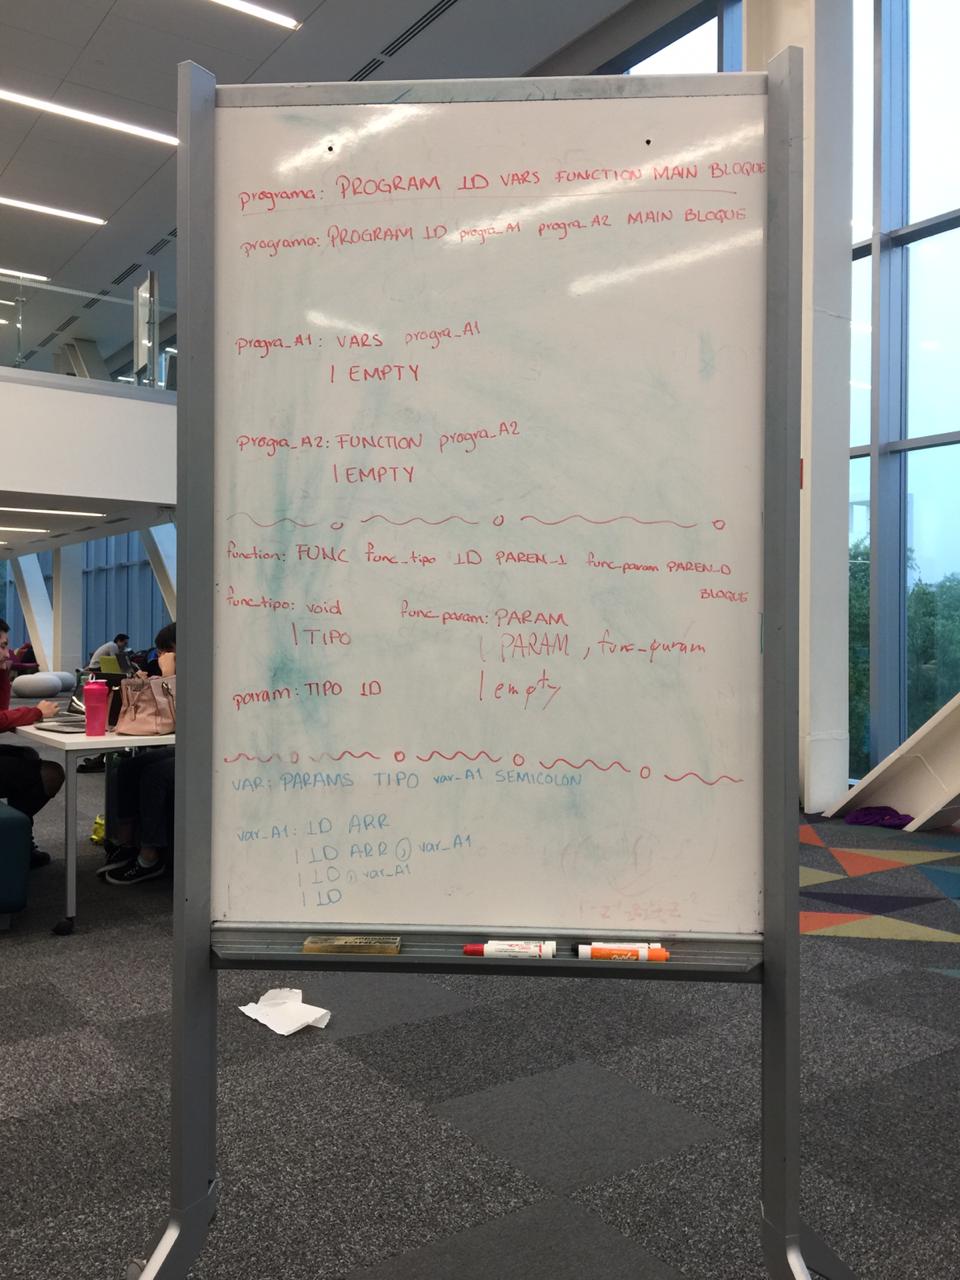 programa: PROGRAM ID VARS FUNCTION MAIN BLOQUE
programa: PROGRAM ID progra_A1 progra_A2 MAIN BLOQUE
progra_A1: VARS progra_A1
| EMPTY
progra_A2: FUNCTION progra_A2
| EMPTY
function: FUNC func_tipo ID PAREN_I func_param PAREN_D
BLOQUE
func_tipo: void
| TIPO
func_param: PARAM
| PARAM , func_param
| empty
param: TIPO ID
VAR: PARAMS TIPO var_A1 SEMICOLON
var_A1: ID ARR
| ID ARR , var_A1
| ID , var_A1
| ID